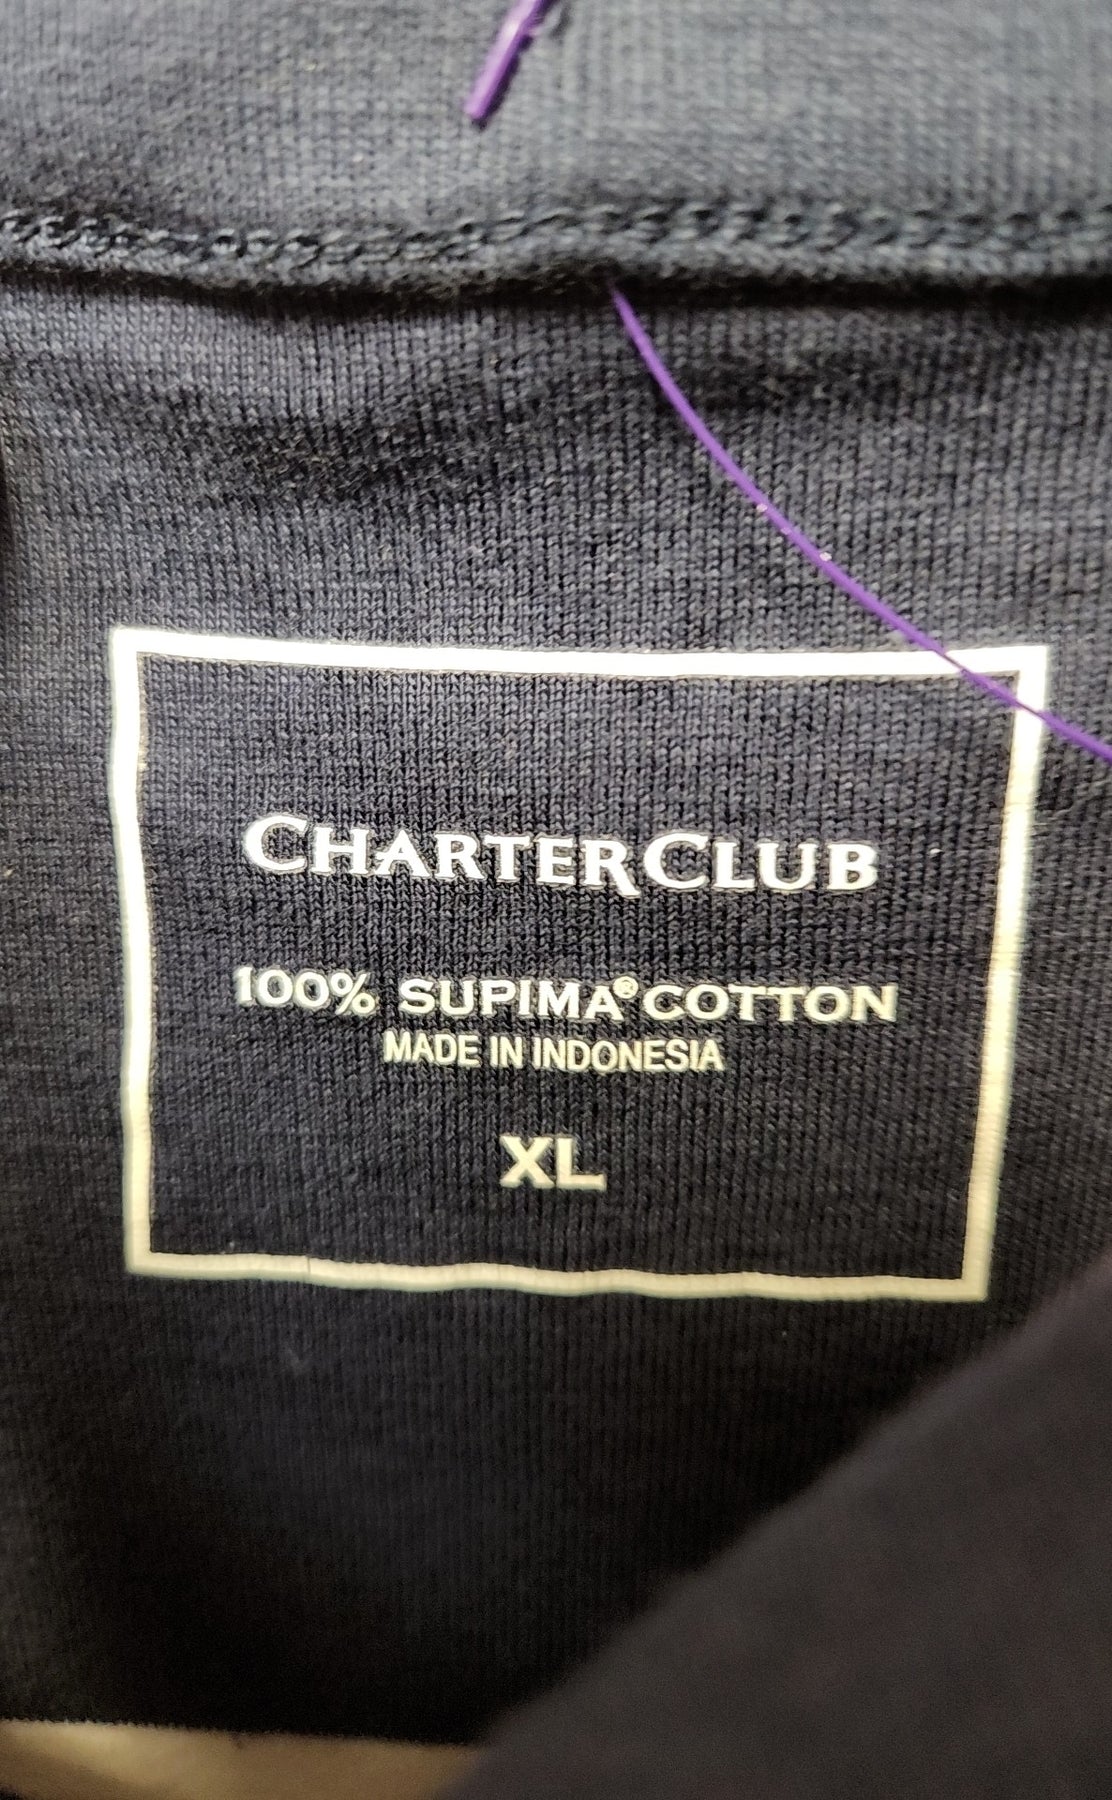 CHARTER CLUB
100% SUPIMA® COTTON
MADE IN INDONESIA
XL